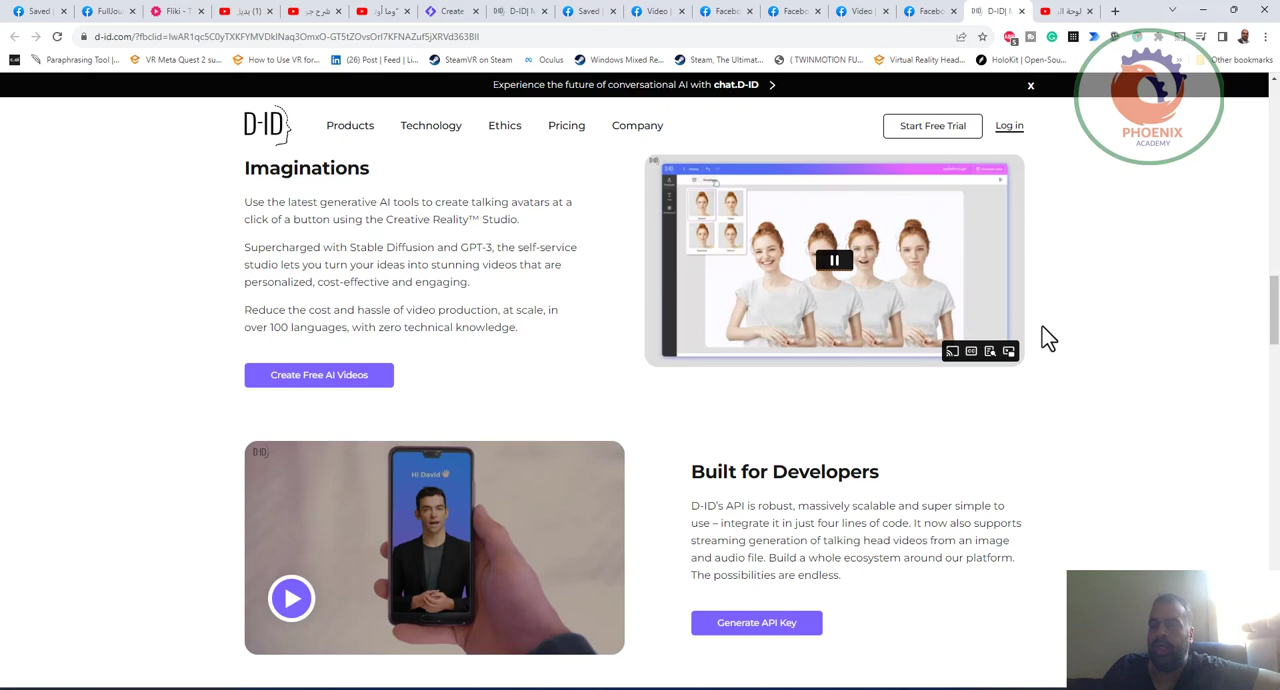 Saved |
FullJou
Fliki - T
(1) بديل
شرح جي
"وما أوتـ
Create
D-ID| N
Saved |
Video |
Facebo
Facebo
Video |
Facebo
D-ID| M
لوحة الـ
d-id.com/?fbclid=IwAR1qc5C0yTXKFYMVDkINaq3OmxO-GT5tZOvsOrI7KFNAZuf5jXRVd363BII
Paraphrasing Tool |...
VR Meta Quest 2 su...
How to Use VR for...
(26) Post | Feed | Li...
SteamVR on Steam
Oculus
Windows Mixed Re...
Steam, The Ultimat...
( TWINMOTION FU...
Virtual Reality Head...
HoloKit | Open-Sou...
Other bookmarks
Experience the future of conversational AI with chat.D-ID
X
PHOENIX
ACADEMY
D-ID
Products
Technology
Ethics
Pricing
Company
Start Free Trial
Log in
Imaginations
Use the latest generative AI tools to create talking avatars at a
click of a button using the Creative Reality™ Studio.
Supercharged with Stable Diffusion and GPT-3, the self-service
studio lets you turn your ideas into stunning videos that are
personalized, cost-effective and engaging.
Reduce the cost and hassle of video production, at scale, in
over 100 languages, with zero technical knowledge.
Create Free AI Videos
D-ID
Hi David
Built for Developers
D-ID's API is robust, massively scalable and super simple to
use – integrate it in just four lines of code. It now also supports
streaming generation of talking head videos from an image
and audio file. Build a whole ecosystem around our platform.
The possibilities are endless.
Generate API Key